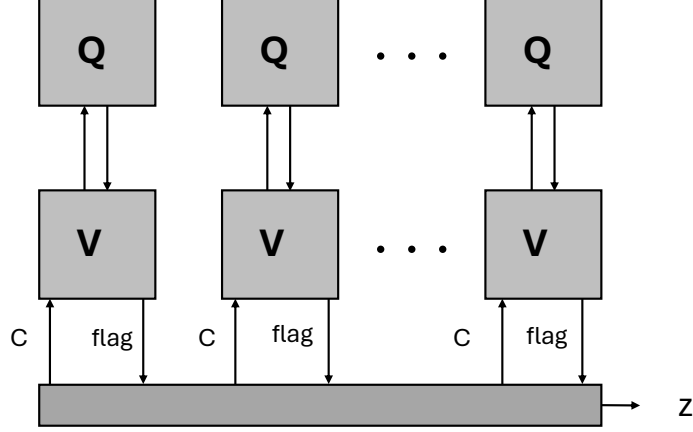 Q Q . . . Q
V V . . . V
C flag C flag C flag
Z